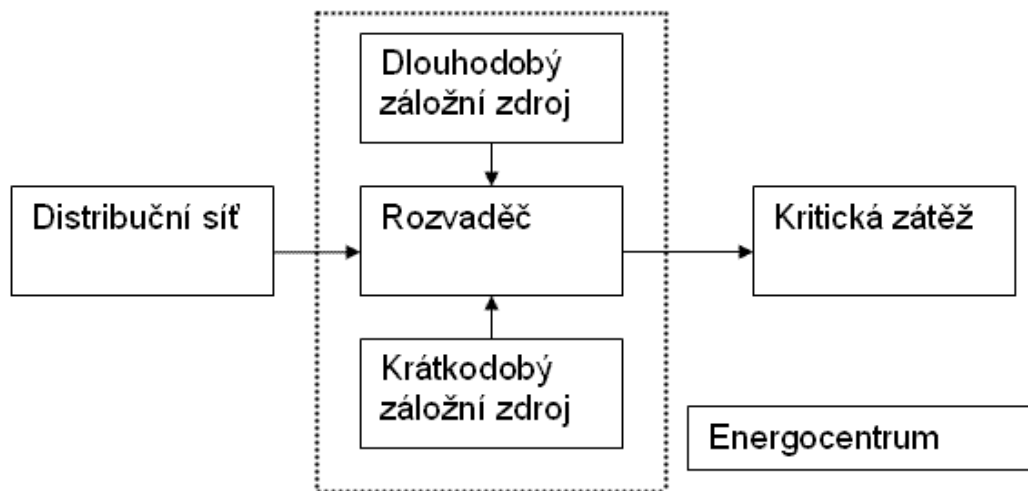 Dlouhodobý
záložní zdroj
Distribuční síť
Rozvaděč
Kritická zátěž
Krátkodobý
záložní zdroj
Energocentrum